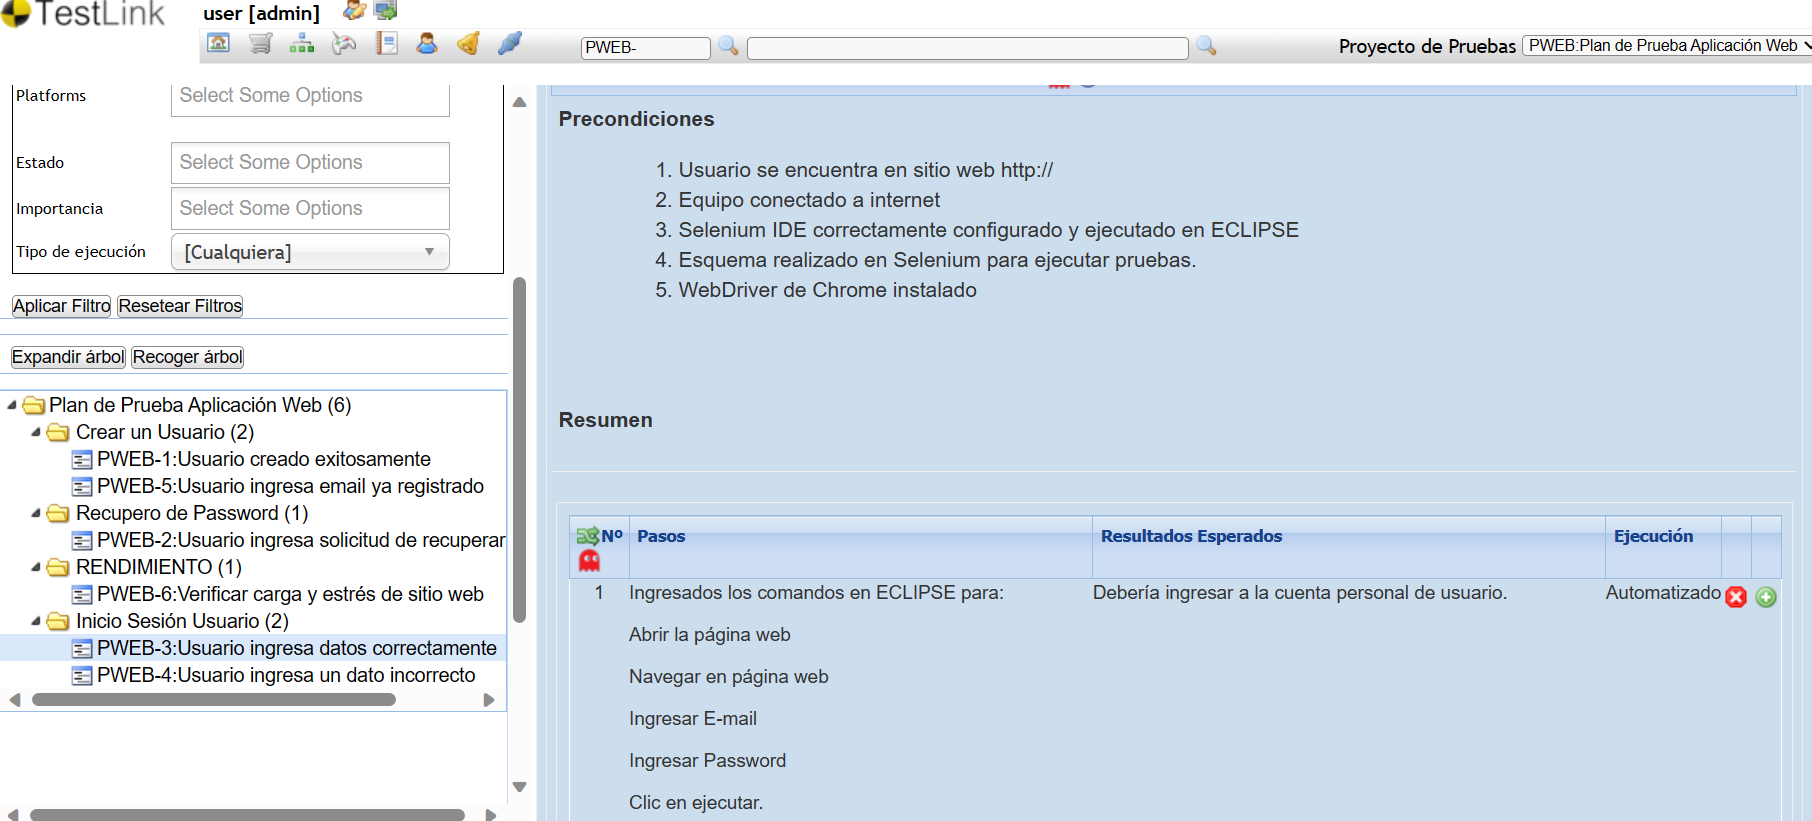 TestLink
user [admin]
PWEB-
Proyecto de Pruebas
PWEB:Plan de Prueba Aplicación Web
Platforms
Select Some Options
Estado
Select Some Options
Importancia
Select Some Options
Tipo de ejecución
[Cualquiera]
Aplicar Filtro
Resetear Filtros
Expandir árbol
Recoger árbol
Plan de Prueba Aplicación Web (6)
Crear un Usuario (2)
PWEB-1:Usuario creado exitosamente
PWEB-5:Usuario ingresa email ya registrado
Recupero de Password (1)
PWEB-2:Usuario ingresa solicitud de recuperar
RENDIMIENTO (1)
PWEB-6:Verificar carga y estrés de sitio web
Inicio Sesión Usuario (2)
PWEB-3:Usuario ingresa datos correctamente
PWEB-4:Usuario ingresa un dato incorrecto
Precondiciones
1. Usuario se encuentra en sitio web http://
2. Equipo conectado a internet
3. Selenium IDE correctamente configurado y ejecutado en ECLIPSE
4. Esquema realizado en Selenium para ejecutar pruebas.
5. WebDriver de Chrome instalado
Resumen
Nº
Pasos
Resultados Esperados
Ejecución
1
Ingresados los comandos en ECLIPSE para:
Debería ingresar a la cuenta personal de usuario.
Automatizado
Abrir la página web
Navegar en página web
Ingresar E-mail
Ingresar Password
Clic en ejecutar.